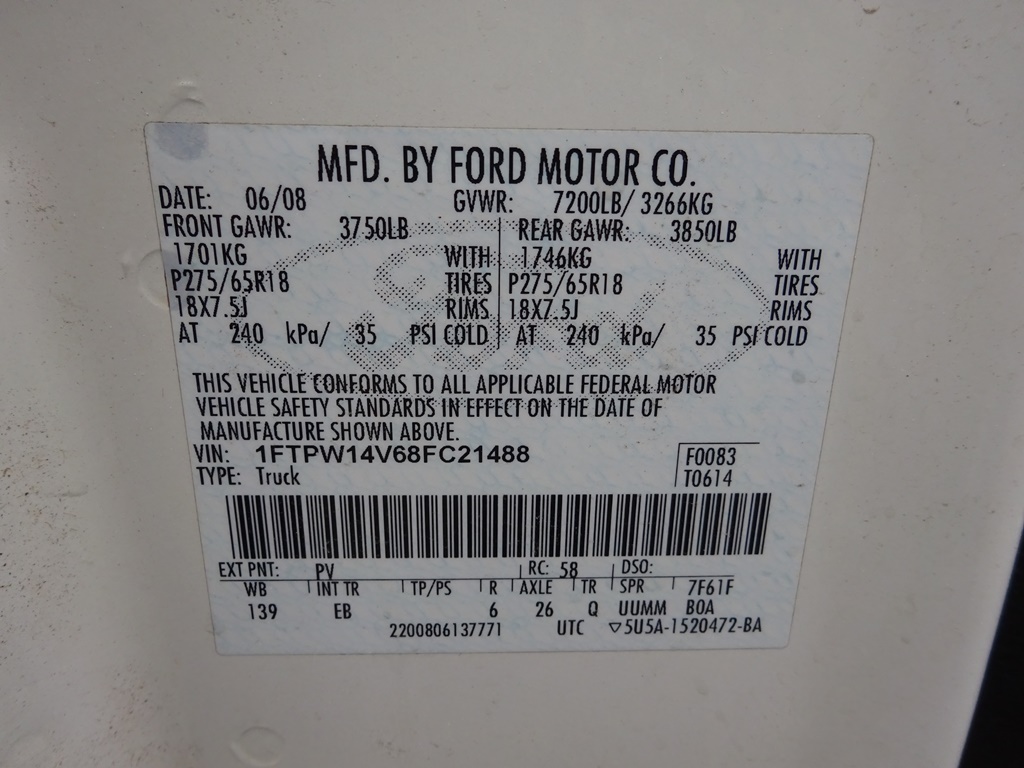 MFD. BY FORD MOTOR CO.
DATE: 06/08 GVWR: 7200LB/ 3266KG
FRONT GAWR: 3750LB REAR GAWR: 3850LB
1701KG WITH 1746KG WITH
P275/65R18 TIRES P275/65R18 TIRES
18X7.5J RIMS 18X7.5J RIMS
AT 240 kPa/ 35 PSI COLD AT 240 kPa/ 35 PSI COLD
Ford
THIS VEHICLE CONFORMS TO ALL APPLICABLE FEDERAL MOTOR
VEHICLE SAFETY STANDARDS IN EFFECT ON THE DATE OF
MANUFACTURE SHOWN ABOVE.
VIN: 1FTPW14V68FC21488 F0083
TYPE: Truck T0614
EXT PNT: PV RC: 58 DSO:
WB INT TR TP/PS R AXLE TR SPR 7F61F
139 EB 6 26 Q UUMM BOA
2200806137771 UTC ▽5U5A-1520472-BA